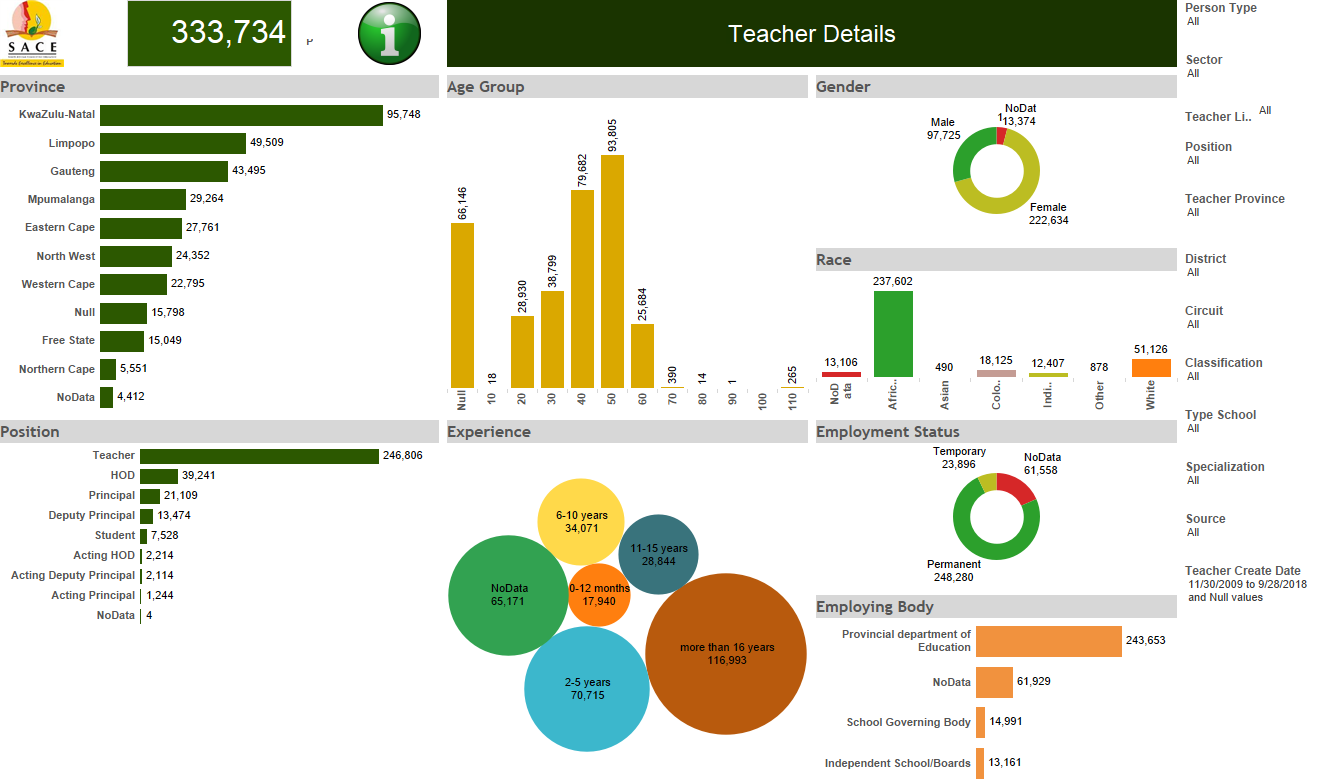 SACE
Towards Excellence in Education
333,734
P
i
Teacher Details
Person Type
All
Sector
All
Teacher Li..
All
Position
All
Teacher Province
All
District
All
Circuit
All
Classification
All
Type School
All
Specialization
All
Source
All
Teacher Create Date
11/30/2009 to 9/28/2018
and Null values
Province
KwaZulu-Natal 95,748
Limpopo 49,509
Gauteng 43,495
Mpumalanga 29,264
Eastern Cape 27,761
North West 24,352
Western Cape 22,795
Null 15,798
Free State 15,049
Northern Cape 5,551
NoData 4,412
Age Group
66,146
18
28,930
38,799
79,682
93,805
25,684
390
14
1
265
Null
10
20
30
40
50
60
70
80
90
100
110
Gender
NoDat
1
13,374
Male
97,725
Female
222,634
Race
13,106
237,602
490
18,125
12,407
878
51,126
NoD
ata
Afric..
Asian
Colo..
Indi..
Other
White
Position
Teacher 246,806
HOD 39,241
Principal 21,109
Deputy Principal 13,474
Student 7,528
Acting HOD 2,214
Acting Deputy Principal 2,114
Acting Principal 1,244
NoData 4
Experience
6-10 years
34,071
11-15 years
28,844
NoData
65,171
0-12 months
17,940
more than 16 years
116,993
2-5 years
70,715
Employment Status
Temporary
23,896
NoData
61,558
Permanent
248,280
Employing Body
Provincial department of
Education
243,653
NoData 61,929
School Governing Body 14,991
Independent School/Boards 13,161